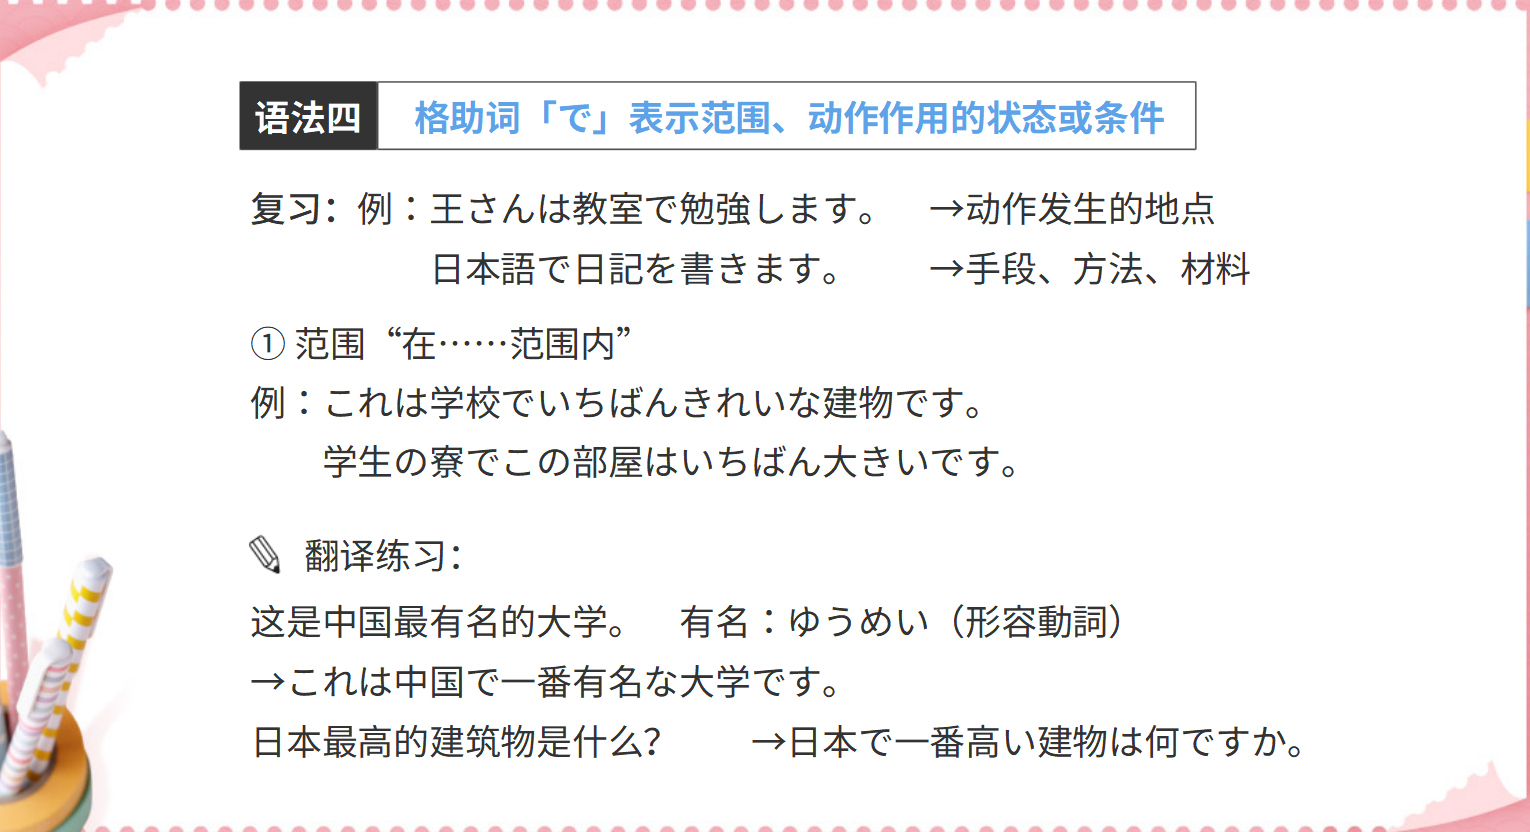 语法四 格助词「で」表示范围、动作作用的状态或条件
复习：例：王さんは教室で勉強します。 →动作发生的地点
日本語で日記を書きます。 →手段、方法、材料
① 范围“在……范围内”
例：これは学校でいちばんきれいな建物です。
学生の寮でこの部屋はいちばん大きいです。
翻译练习：
这是中国最有名的大学。 有名：ゆうめい（形容動詞）
→これは中国で一番有名な大学です。
日本最高的建筑物是什么？ →日本で一番高い建物は何ですか。